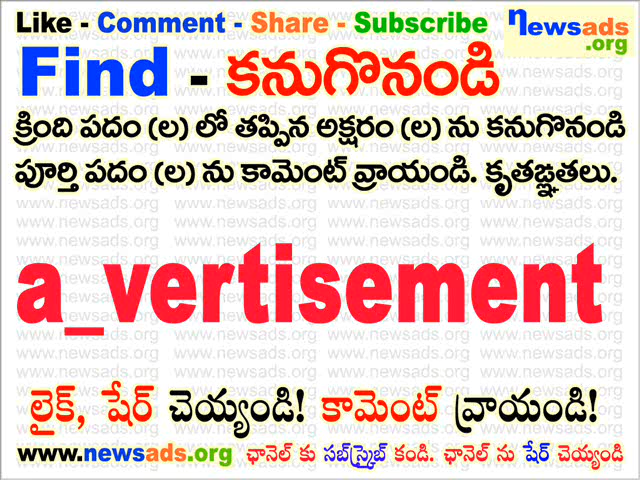 Like - Comment - Share - Subscribe
newsads
.org
Find - కనుగొనండి
క్రింది పదం (ల) లో తప్పిన అక్షరం (ల) ను కనుగొనండి
పూర్తి పదం (ల) ను కామెంట్ వ్రాయండి. కృతజ్ఞతలు.
a_vertisement
లైక్, షేర్ చెయ్యండి! కామెంట్ వ్రాయండి!
www.newsads.org ఛానెల్ కు సబ్‌స్క్రైబ్ కండి. ఛానెల్ ను షేర్ చెయ్యండి